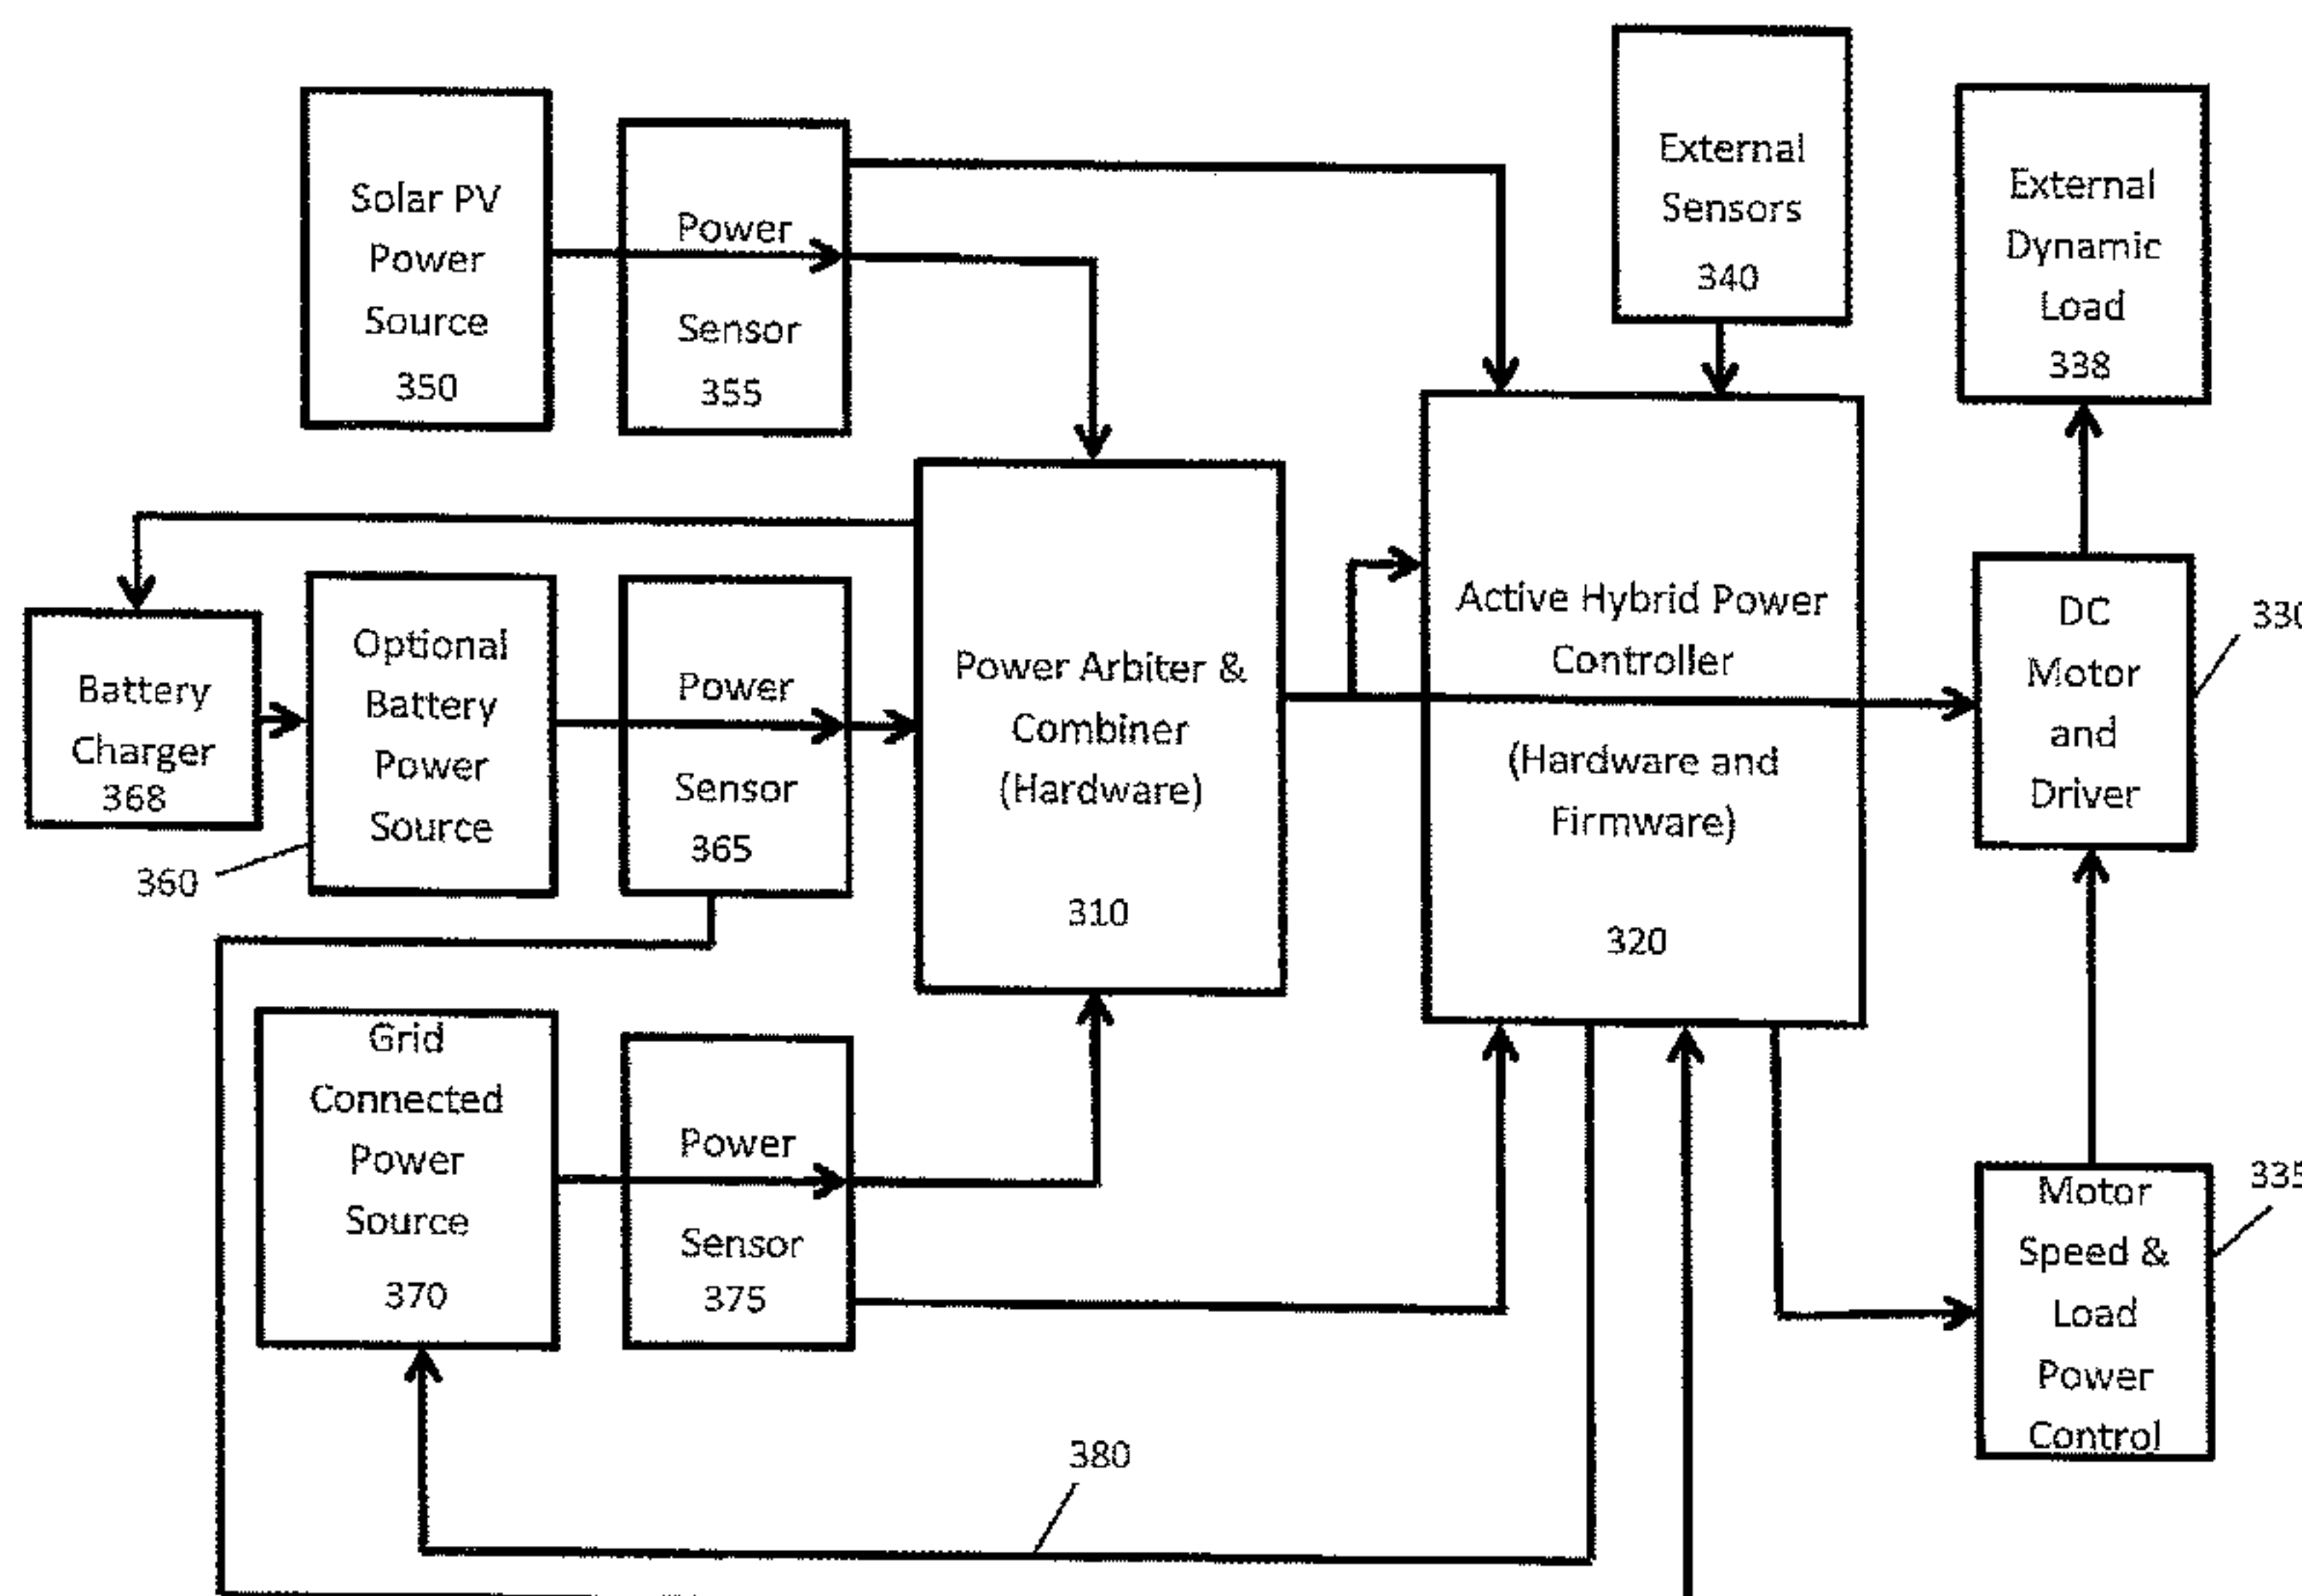 Solar PV
Power
Source
350
Power
Sensor
355
External
Sensors
340
External
Dynamic
Load
338
Battery
Charger
368
Optional
Battery
Power
Source
360
Power
Sensor
365
Power Arbiter &
Combiner
(Hardware)
310
Active Hybrid Power
Controller
(Hardware and
Firmware)
320
DC
Motor
and
Driver
330
Grid
Connected
Power
Source
370
Power
Sensor
375
Motor
Speed &
Load
Power
Control
335
380